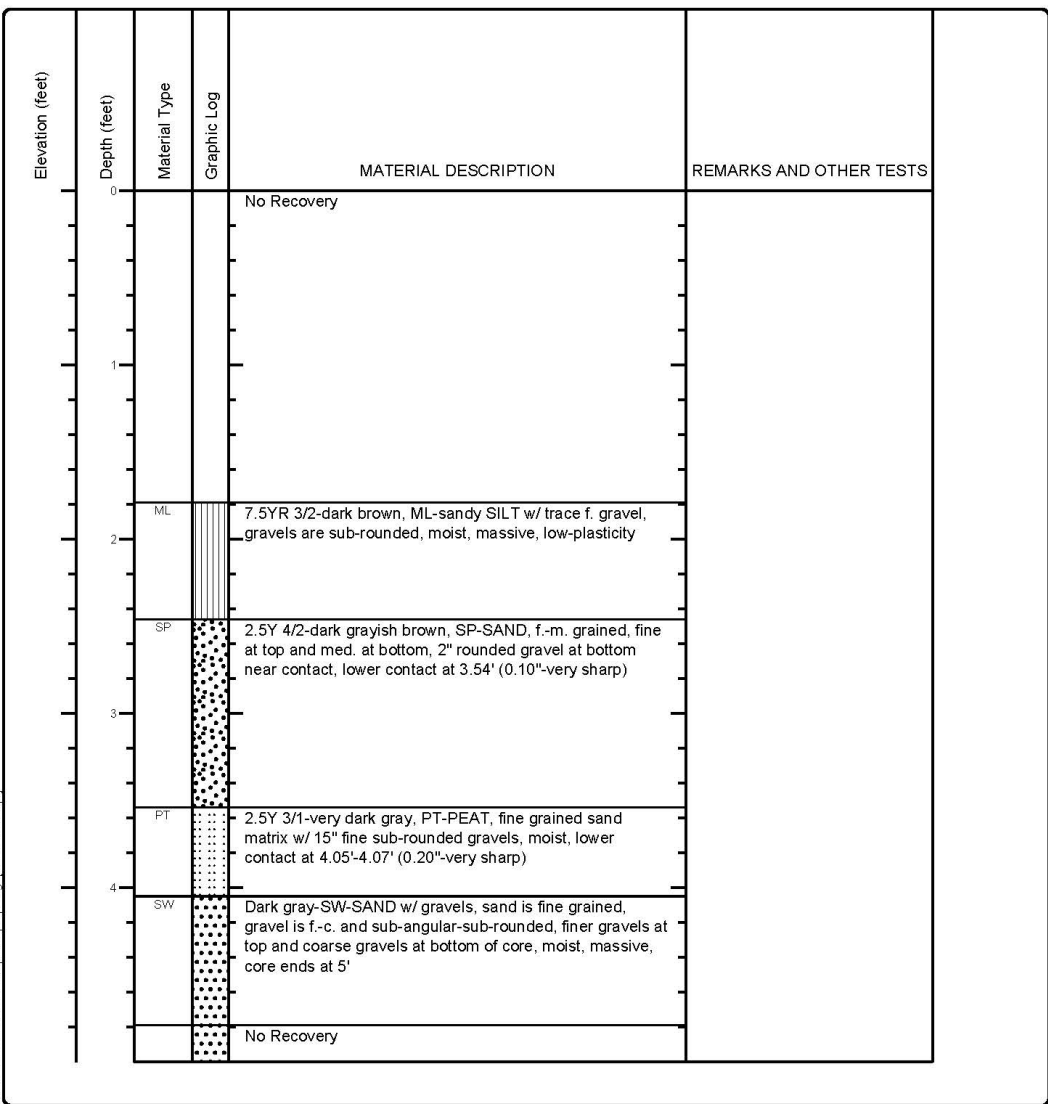 Elevation (feet)
Depth (feet)
Material Type
Graphic Log
MATERIAL DESCRIPTION
REMARKS AND OTHER TESTS
0
No Recovery
1
ML
7.5YR 3/2-dark brown, ML-sandy SILT w/ trace f. gravel,
gravels are sub-rounded, moist, massive, low-plasticity
2
SP
2.5Y 4/2-dark grayish brown, SP-SAND, f.-m. grained, fine
at top and med. at bottom, 2" rounded gravel at bottom
near contact, lower contact at 3.54' (0.10"-very sharp)
3
PT
2.5Y 3/1-very dark gray, PT-PEAT, fine grained sand
matrix w/ 15" fine sub-rounded gravels, moist, lower
contact at 4.05'-4.07' (0.20"-very sharp)
4
SW
Dark gray-SW-SAND w/ gravels, sand is fine grained,
gravel is f.-c. and sub-angular-sub-rounded, finer gravels at
top and coarse gravels at bottom of core, moist, massive,
core ends at 5'
No Recovery